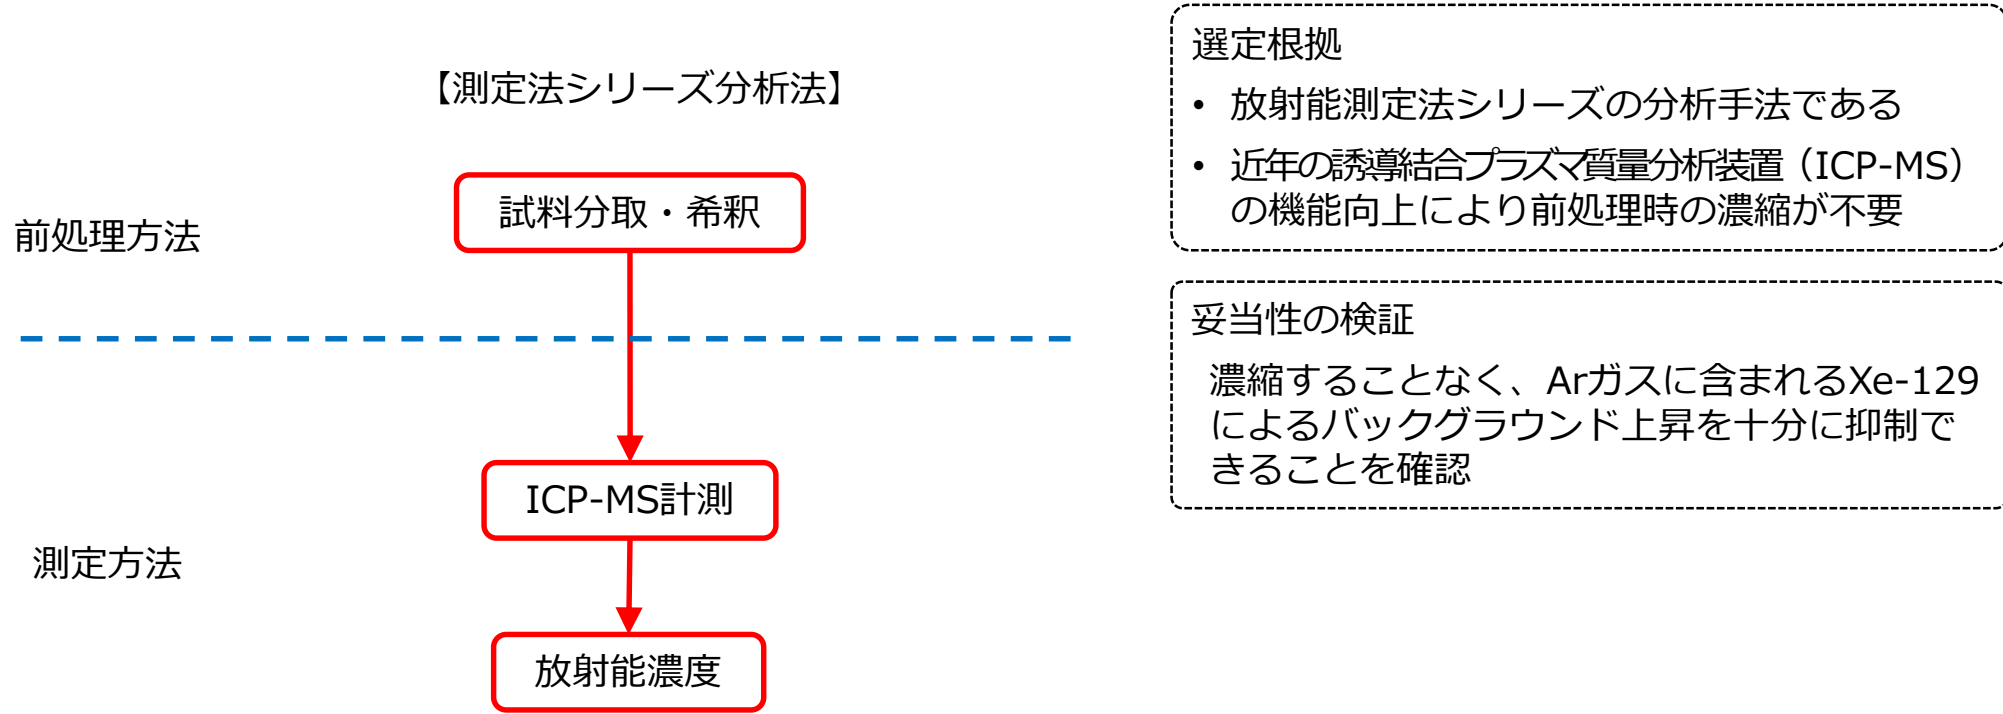 【測定法シリーズ分析法】
前処理方法
試料分取・希釈
ICP-MS計測
測定方法
放射能濃度
選定根拠
• 放射能測定法シリーズの分析手法である
• 近年の誘導結合プラズマ質量分析装置（ICP-MS）
の機能向上により前処理時の濃縮が不要
妥当性の検証
濃縮することなく、Arガスに含まれるXe-129
によるバックグラウンド上昇を十分に抑制で
きることを確認